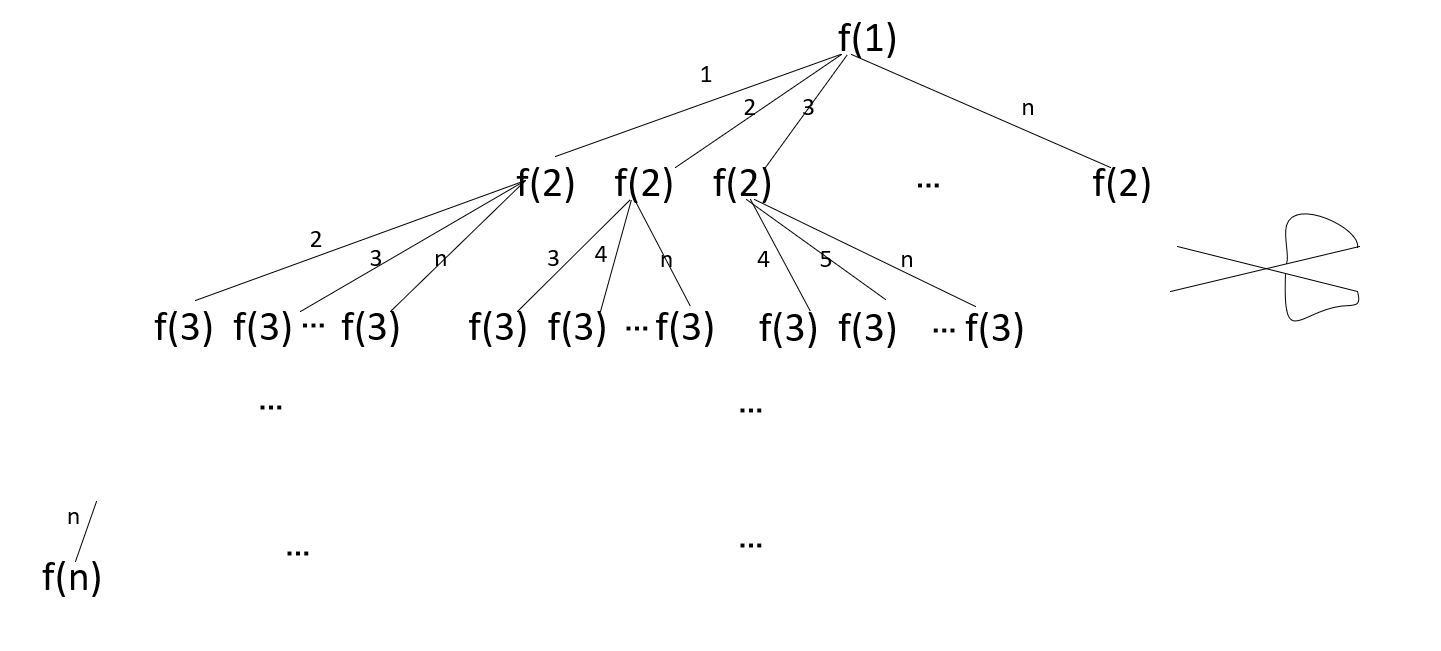 f(1)
1 2 3 n
f(2) f(2) f(2) ... f(2)
2 3 n 3 4 n 4 5 n
f(3) f(3) ... f(3) f(3) f(3) ... f(3) f(3) f(3) ... f(3)
... ...
n
... ...
f(n)